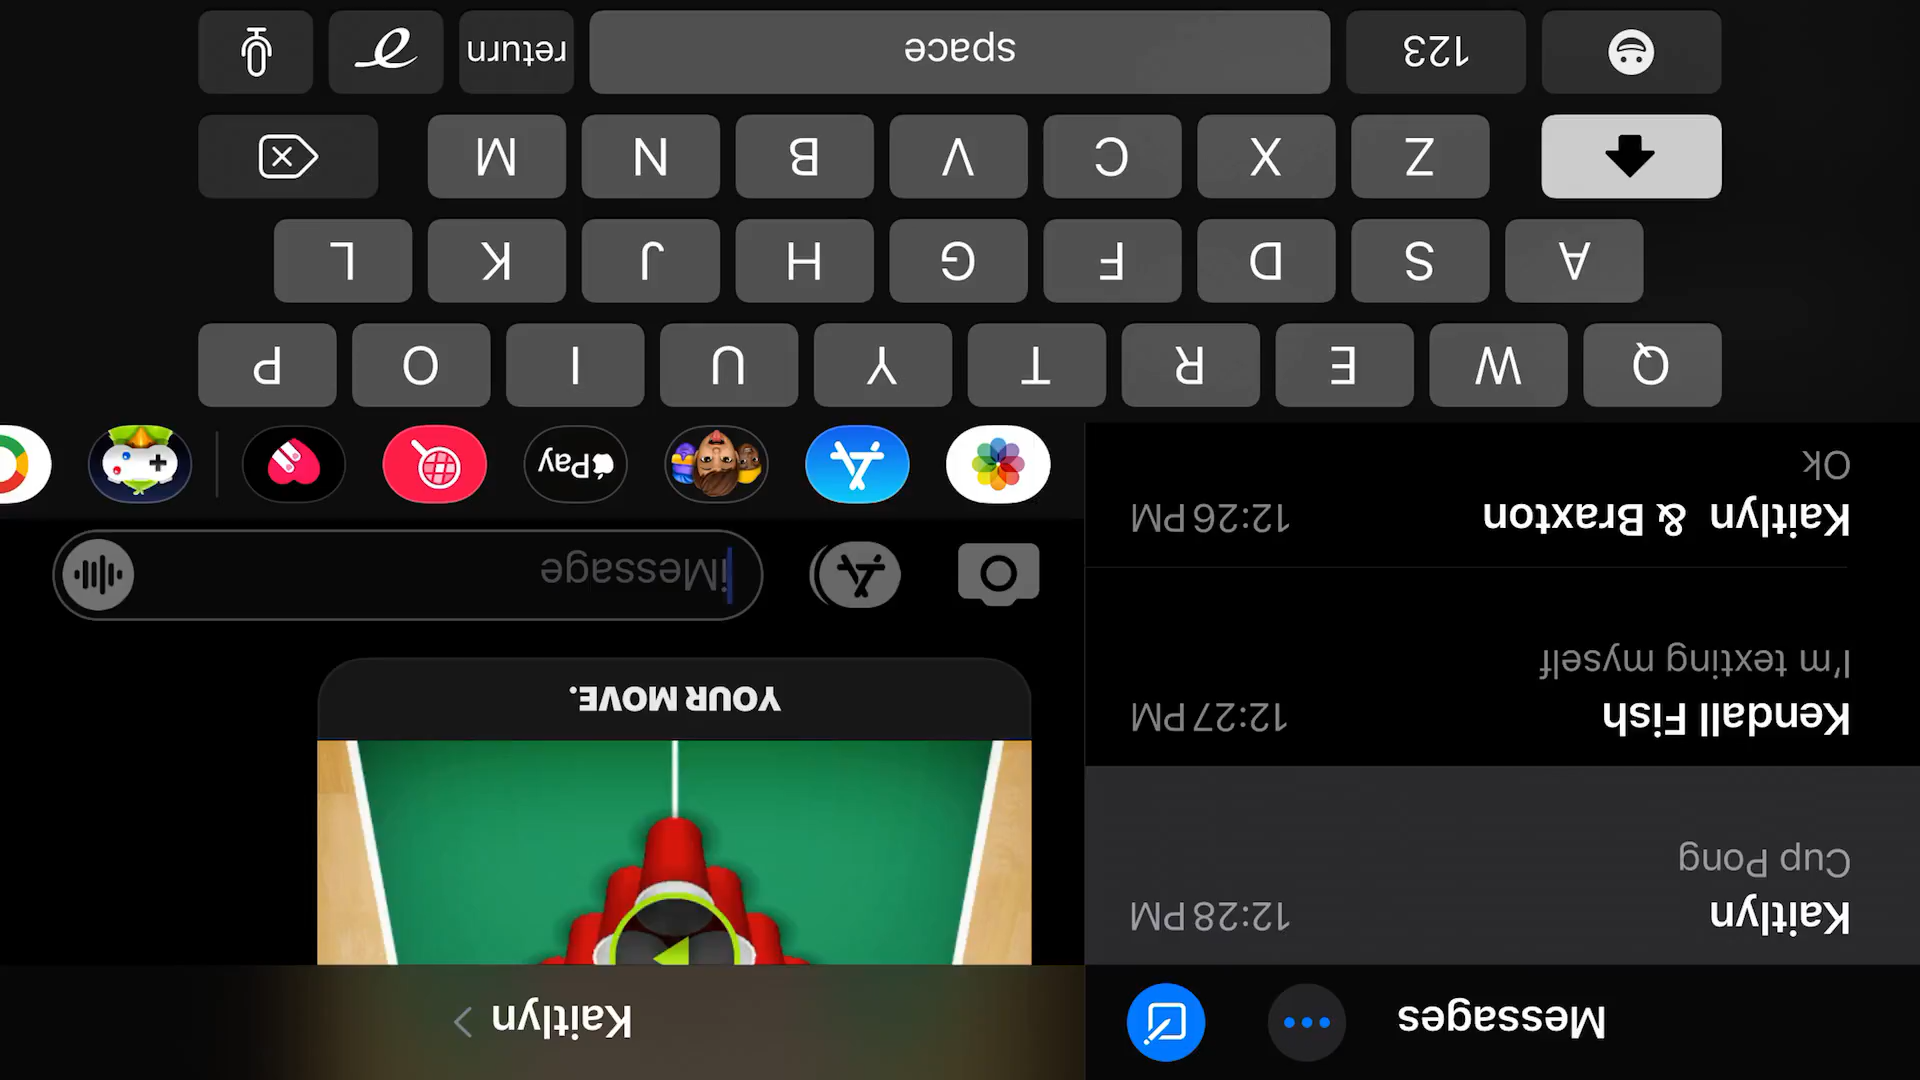 Messages
Kaitlyn
12:28 PM
Cup Pong
Kendall Fish
12:27 PM
I'm texting myself
Kaitlyn & Braxton
12:26 PM
Ok
Kaitlyn
YOUR MOVE.
iMessage
Pay
Q W E R T Y U I O P
A S D F G H J K L
Z X C V B N M
123
space
return